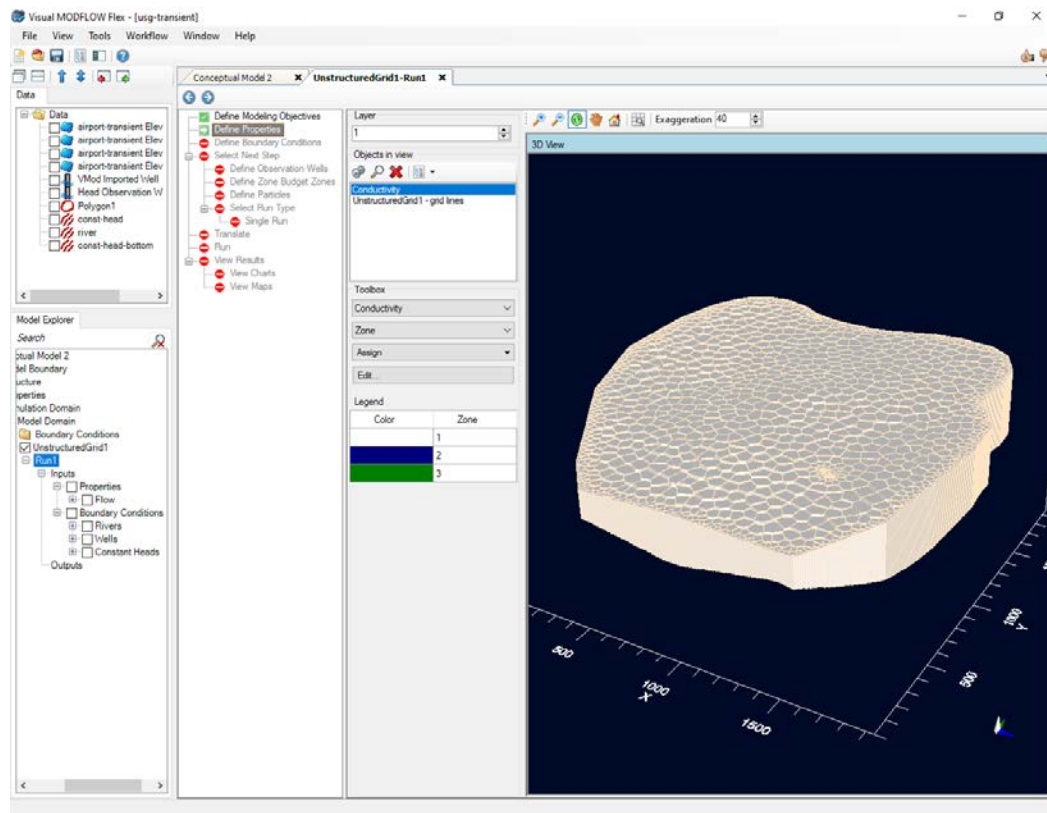 Visual MODFLOW Flex - [usg-transient]
File View Tools Workflow Window Help
Data
Conceptual Model 2
UnstructuredGrid1-Run1
Data
airport-transient Elev
airport-transient Elev
airport-transient Elev
airport-transient Elev
VMod Imported Well
Head Observation W
Polygon1
const-head
river
const-head-bottom
Model Explorer
Search
ptual Model 2
del Boundary
ucture
perties
nulation Domain
Model Domain
Boundary Conditions
UnstructuredGrid1
Run1
Inputs
Properties
Flow
Boundary Conditions
Rivers
Wells
Constant Heads
Outputs
Define Modeling Objectives
Define Properties
Define Boundary Conditions
Select Next Step
Define Observation Wells
Define Zone Budget Zones
Define Particles
Select Run Type
Single Run
Translate
Run
View Results
View Charts
View Maps
Layer
1
Objects in view
Conductivity
UnstructuredGrid1 - grid lines
Toolbox
Conductivity
Zone
Assign
Edit...
Legend
Color Zone
1
2
3
Exaggeration 40
3D View
500
1000
X
1500
500
1000
Y